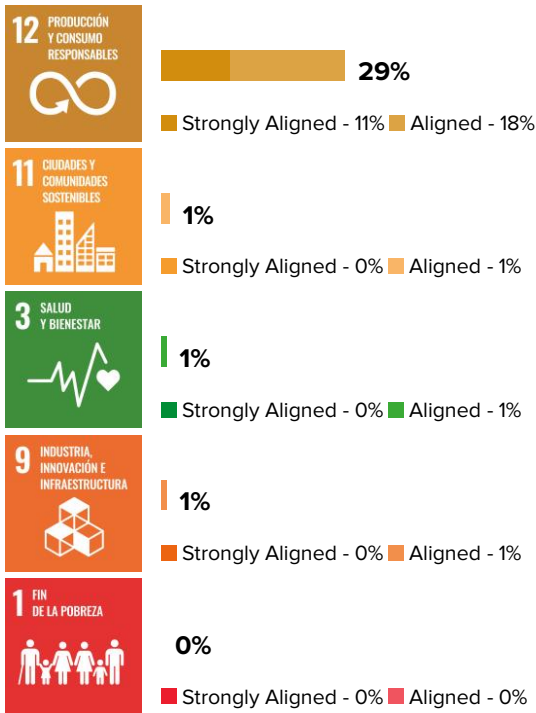 12 PRODUCCIÓN
Y CONSUMO
RESPONSABLES
29%
Strongly Aligned - 11% Aligned - 18%
11 CIUDADES Y
COMUNIDADES
SOSTENIBLES
1%
Strongly Aligned - 0% Aligned - 1%
3 SALUD
Y BIENESTAR
1%
Strongly Aligned - 0% Aligned - 1%
9 INDUSTRIA,
INNOVACIÓN E
INFRAESTRUCTURA
1%
Strongly Aligned - 0% Aligned - 1%
1 FIN
DE LA POBREZA
0%
Strongly Aligned - 0% Aligned - 0%